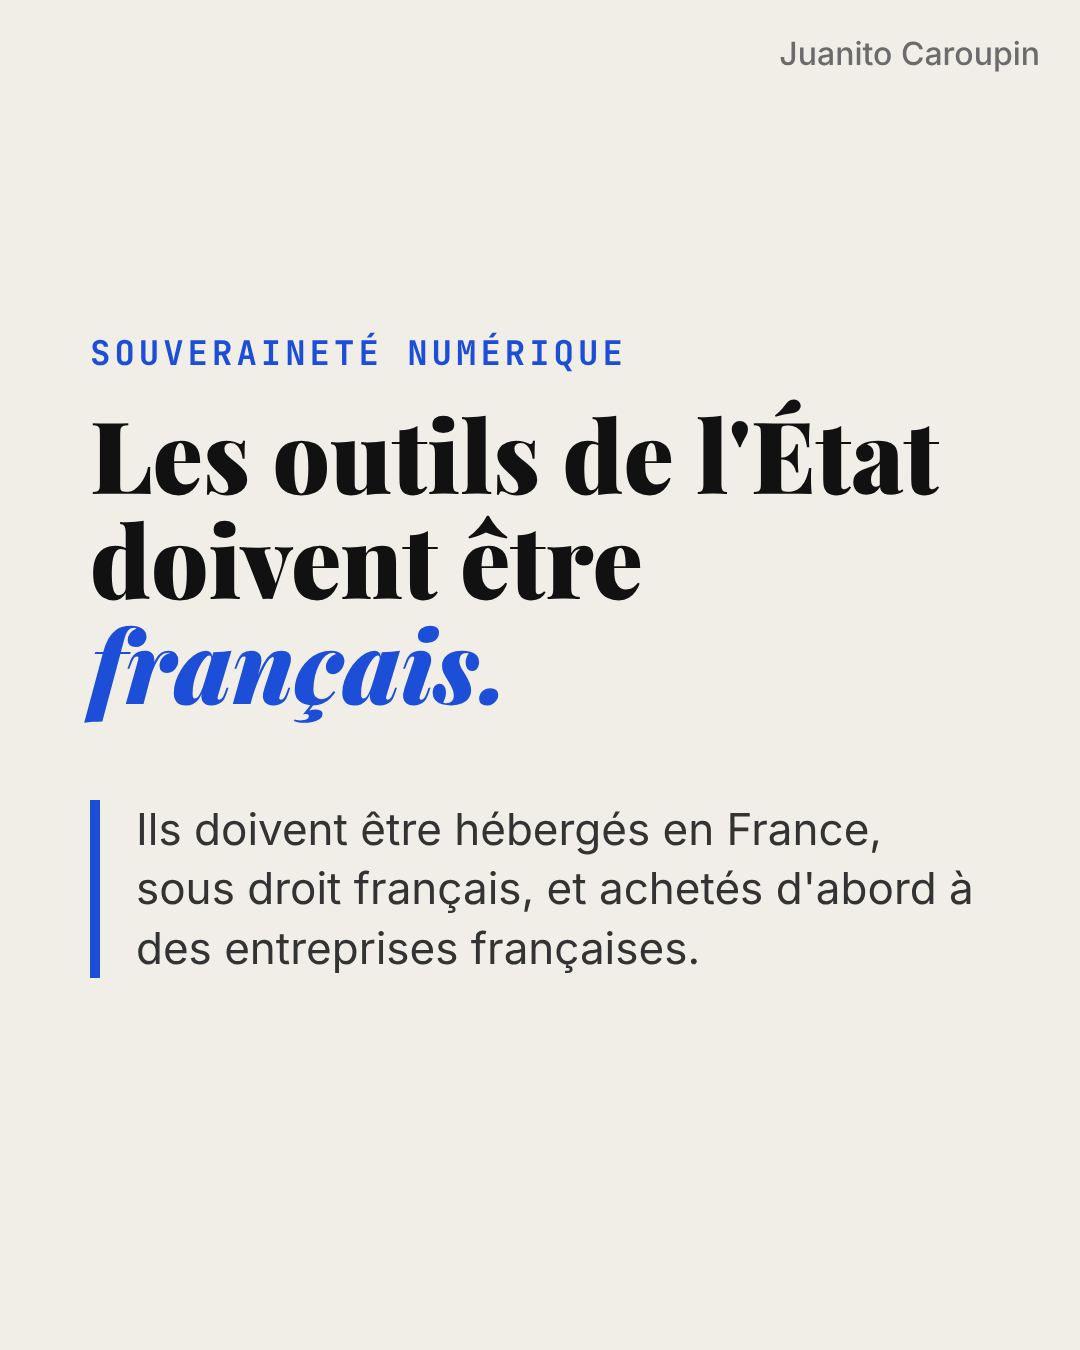 Juanito Caroupin
SOUVERAINETÉ NUMÉRIQUE
Les outils de l'État
doivent être
français.
Ils doivent être hébergés en France,
sous droit français, et achetés d'abord à
des entreprises françaises.